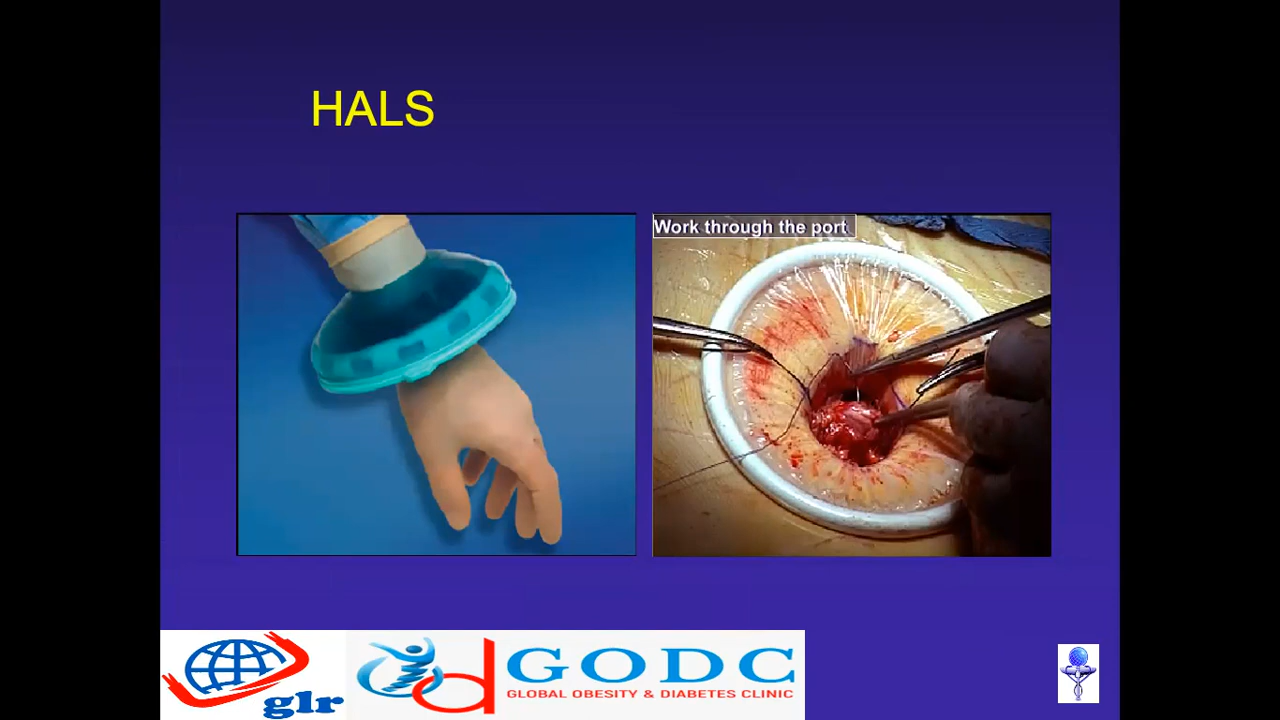 HALS
Work through the port
glr
GODC
GLOBAL OBESITY & DIABETES CLINIC